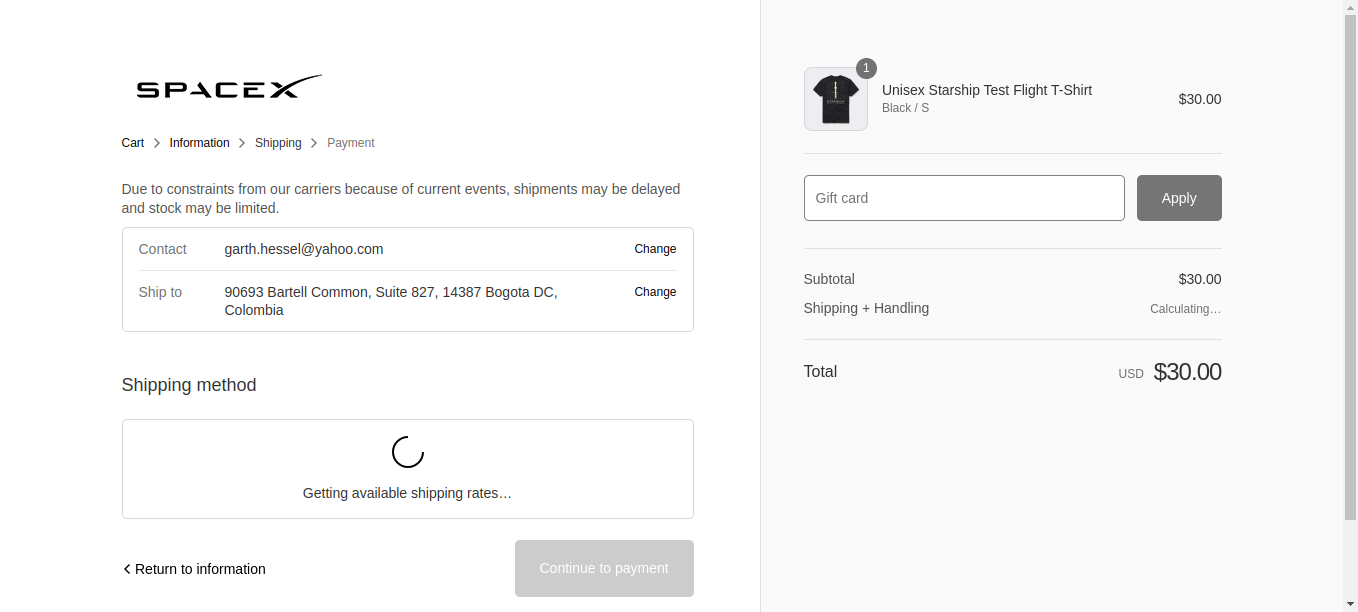 SPACEX
Cart > Information > Shipping > Payment
Due to constraints from our carriers because of current events, shipments may be delayed
and stock may be limited.
Contact garth.hessel@yahoo.com Change
Ship to 90693 Bartell Common, Suite 827, 14387 Bogota DC,
Colombia Change
Shipping method
Getting available shipping rates…
Return to information
Continue to payment
1
Unisex Starship Test Flight T-Shirt
Black / S
$30.00
Gift card
Apply
Subtotal $30.00
Shipping + Handling Calculating…
Total USD $30.00